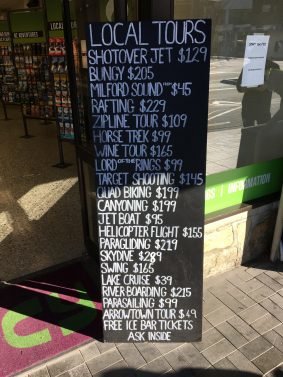 LOCAL TOURS
SHOTOVER JET $129
BUNGY $205
MILFORD SOUND $45
RAFTING $229
ZIPLINE TOUR $109
HORSE TREK $99
WINE TOUR $165
LORD OF THE RINGS $99
TARGET SHOOTING $145
QUAD BIKING $199
CANYONING $199
JET BOAT $95
HELICOPTER FLIGHT $155
PARAGLIDING $219
SKYDIVE $289
SWING $165
LAKE CRUISE $39
RIVER BOARDING $215
PARASAILING $99
ARROWTOWN TOUR $49
FREE ICE BAR TICKETS
ASK INSIDE
INFORMATION